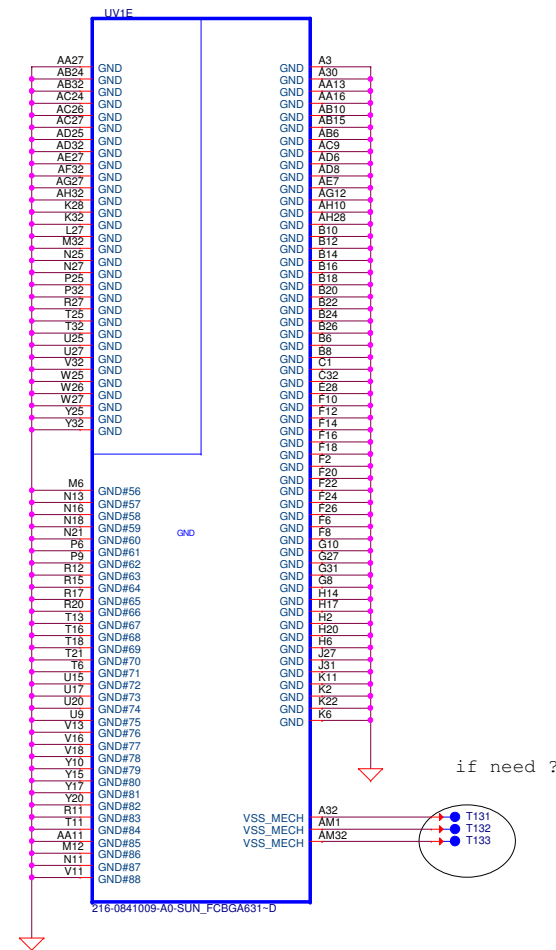 UV1E
AA27 GND GND A3
AB24 GND GND A30
AB32 GND GND AA13
AC24 GND GND AA16
AC26 GND GND AB10
AC27 GND GND AB15
AD25 GND GND AB6
AD32 GND GND AC9
AE27 GND GND AD6
AF32 GND GND AD8
AG27 GND GND AE7
AH32 GND GND AG12
K28 GND GND AH10
K32 GND GND AH28
L27 GND GND B10
M32 GND GND B12
N25 GND GND B14
N27 GND GND B16
P25 GND GND B18
P32 GND GND B20
R27 GND GND B22
T25 GND GND B24
T32 GND GND B26
U25 GND GND B6
U27 GND GND B8
V32 GND GND C1
W25 GND GND C32
W26 GND GND E28
W27 GND GND F10
Y25 GND GND F12
Y32 GND GND F14
GND F16
GND F18
GND F2
GND F20
M6 GND#56 GND F22
N13 GND#57 GND F24
N16 GND#58 GND F26
N18 GND#59 GND F6
N21 GND#60 GND GND F8
P6 GND#61 GND G10
P9 GND#62 GND G27
R12 GND#63 GND G31
R15 GND#64 GND G8
R17 GND#65 GND H14
R20 GND#66 GND H17
T13 GND#67 GND H2
T16 GND#68 GND H20
T18 GND#69 GND H6
T21 GND#70 GND J27
T6 GND#71 GND J31
U15 GND#72 GND K11
U17 GND#73 GND K2
U20 GND#74 GND K22
U9 GND#75 GND K6
V13 GND#76
V16 GND#77
V18 GND#78
Y10 GND#79
if need ?
Y15 GND#80
Y17 GND#81
Y20 GND#82
R11 GND#83 VSS_MECH A32 T131
T11 GND#84 VSS_MECH AM1 T132
AA11 GND#85 VSS_MECH AM32 T133
M12 GND#86
N11 GND#87
V11 GND#88
216-0841009-A0-SUN_FCBGA631~D